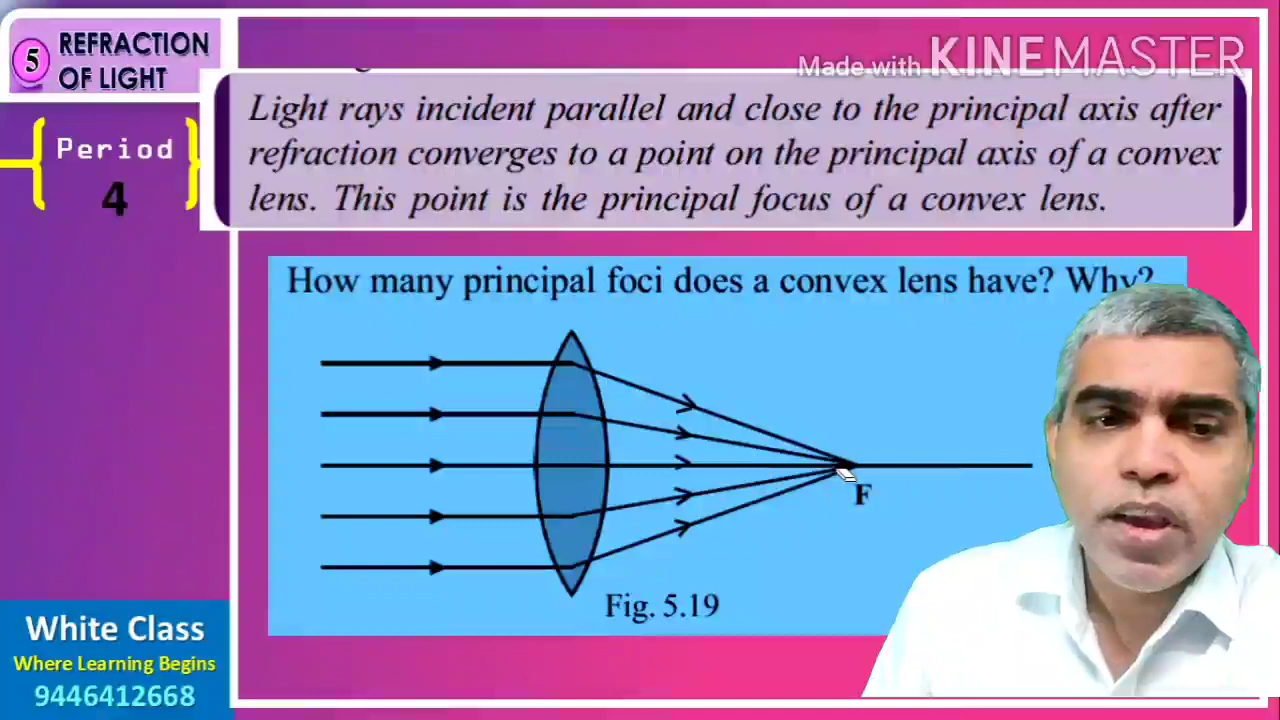 5
REFRACTION
OF LIGHT
Made with KINEMASTER
Period
4
Light rays incident parallel and close to the principal axis after
refraction converges to a point on the principal axis of a convex
lens. This point is the principal focus of a convex lens.
How many principal foci does a convex lens have? Why?
F
Fig. 5.19
White Class
Where Learning Begins
9446412668